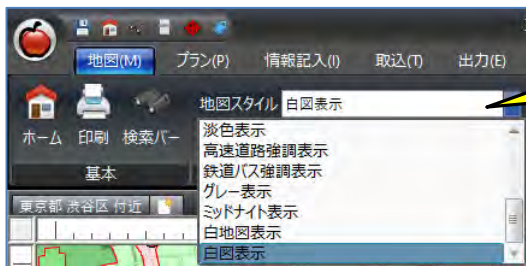 地図(M) プラン(P) 情報記入(I) 取込(T) 出力(E)
地図スタイル 白図表示
ホーム 印刷 検索バー
基本
淡色表示
高速道路強調表示
鉄道バス強調表示
グレー表示
ミッドナイト表示
白地図表示
白図表示
東京都 渋谷区 付近